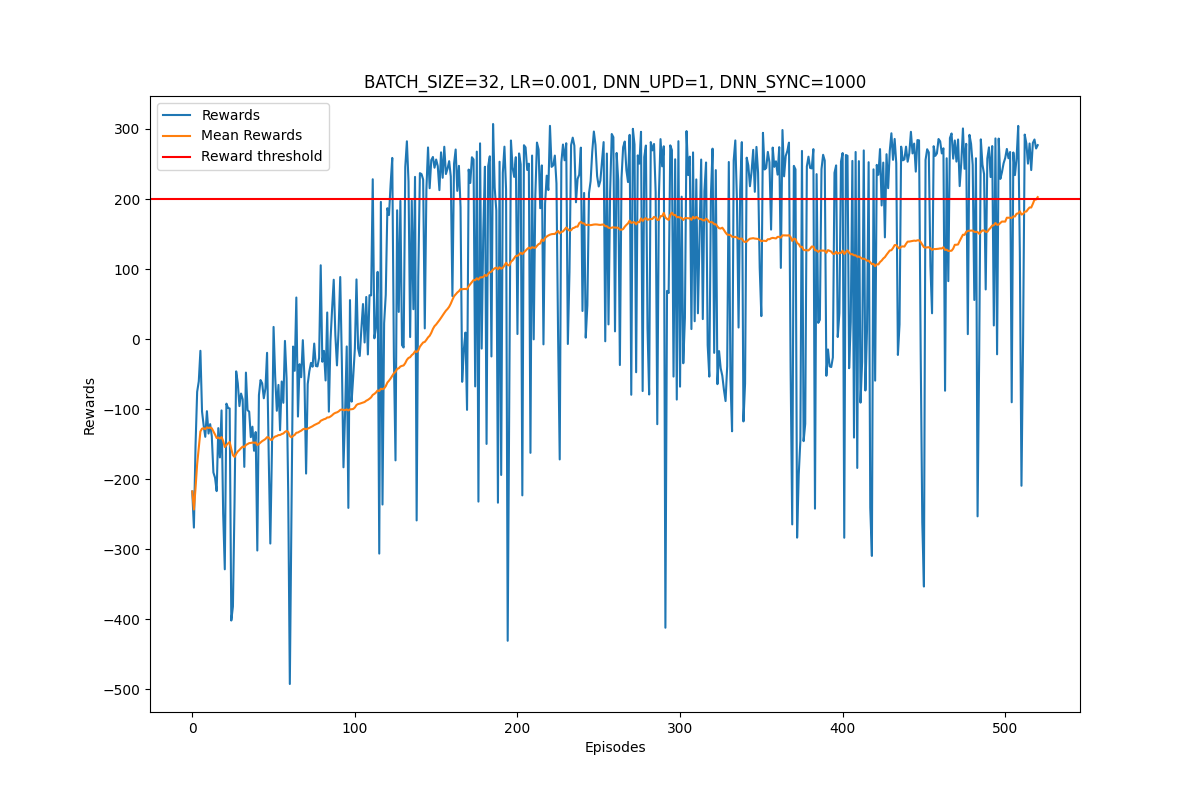 BATCH_SIZE=32, LR=0.001, DNN_UPD=1, DNN_SYNC=1000
Rewards
Mean Rewards
Reward threshold
300
200
100
0
−100
−200
−300
−400
−500
Rewards
0
100
200
300
400
500
Episodes